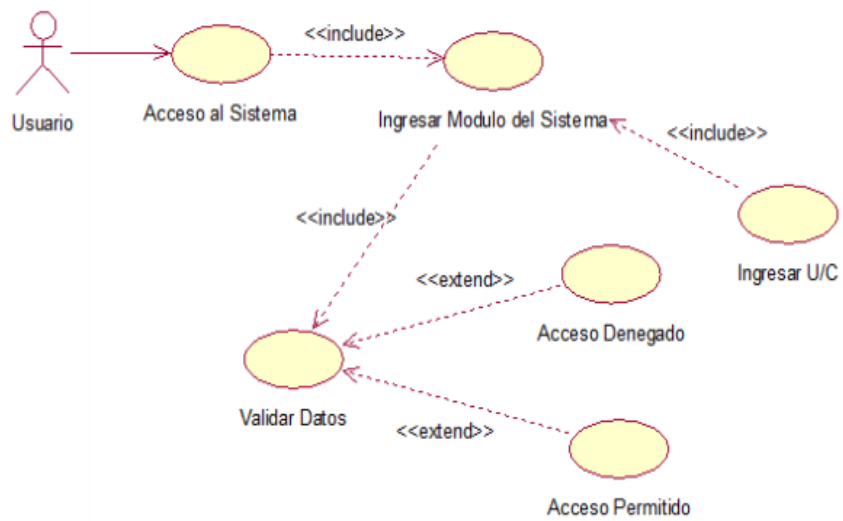 <<include>>
Usuario
Acceso al Sistema
Ingresar Modulo del Sistema
<<include>>
<<include>>
Ingresar U/C
<<extend>>
Acceso Denegado
Validar Datos
<<extend>>
Acceso Permitido